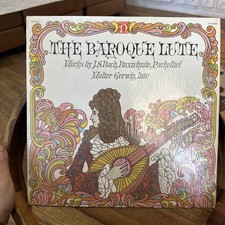 THE BAROQUE LUTE
Works by J.S. Bach, Buxtehude, Pachelbel
Walter Gerwig, lute